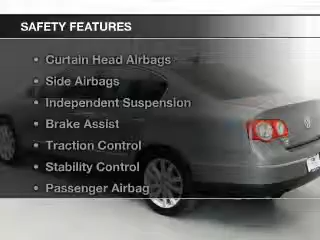 SAFETY FEATURES
• Curtain Head Airbags
• Side Airbags
• Independent Suspension
• Brake Assist
• Traction Control
• Stability Control
• Passenger Airbag